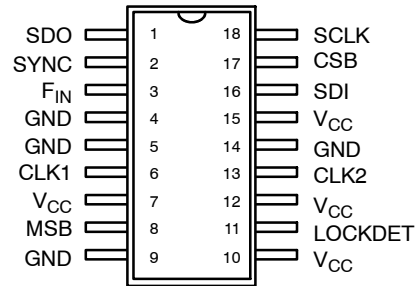 SDO 1 18 SCLK
SYNC 2 17 CSB
FIN 3 16 SDI
GND 4 15 VCC
GND 5 14 GND
CLK1 6 13 CLK2
VCC 7 12 VCC
MSB 8 11 LOCKDET
GND 9 10 VCC